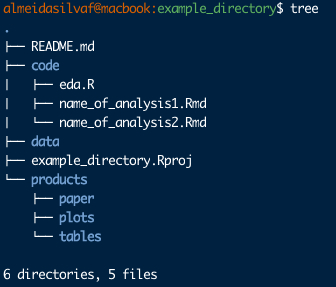 almeidasilvaf@macbook:example_directory$ tree
.
├── README.md
├── code
│   ├── eda.R
│   ├── name_of_analysis1.Rmd
│   └── name_of_analysis2.Rmd
├── data
├── example_directory.Rproj
└── products
    ├── paper
    ├── plots
    └── tables

6 directories, 5 files